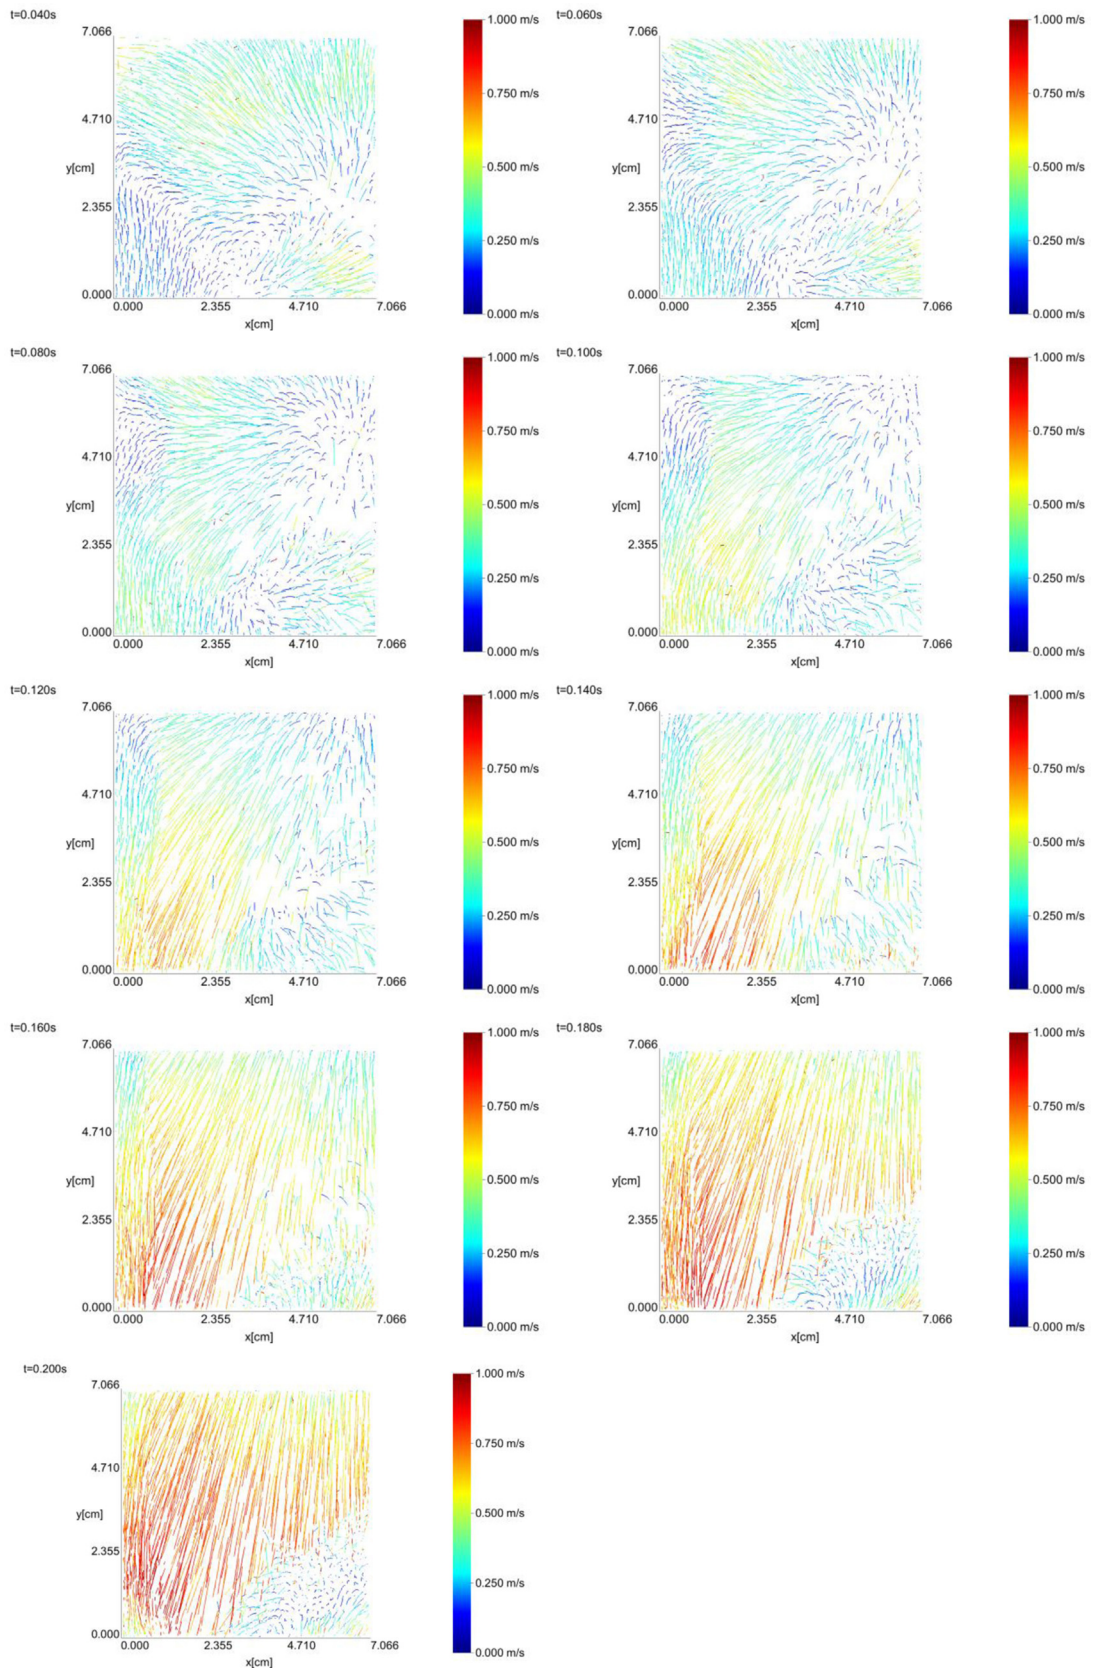 t=0.040s
7.066
4.710
y[cm]
2.355
0.000
0.000 2.355 4.710 7.066
x[cm]
1.000 m/s
0.750 m/s
0.500 m/s
0.250 m/s
0.000 m/s
t=0.060s
7.066
4.710
y[cm]
2.355
0.000
0.000 2.355 4.710 7.066
x[cm]
1.000 m/s
0.750 m/s
0.500 m/s
0.250 m/s
0.000 m/s
t=0.080s
7.066
4.710
y[cm]
2.355
0.000
0.000 2.355 4.710 7.066
x[cm]
1.000 m/s
0.750 m/s
0.500 m/s
0.250 m/s
0.000 m/s
t=0.100s
7.066
4.710
y[cm]
2.355
0.000
0.000 2.355 4.710 7.066
x[cm]
1.000 m/s
0.750 m/s
0.500 m/s
0.250 m/s
0.000 m/s
t=0.120s
7.066
4.710
y[cm]
2.355
0.000
0.000 2.355 4.710 7.066
x[cm]
1.000 m/s
0.750 m/s
0.500 m/s
0.250 m/s
0.000 m/s
t=0.140s
7.066
4.710
y[cm]
2.355
0.000
0.000 2.355 4.710 7.066
x[cm]
1.000 m/s
0.750 m/s
0.500 m/s
0.250 m/s
0.000 m/s
t=0.160s
7.066
4.710
y[cm]
2.355
0.000
0.000 2.355 4.710 7.066
x[cm]
1.000 m/s
0.750 m/s
0.500 m/s
0.250 m/s
0.000 m/s
t=0.180s
7.066
4.710
y[cm]
2.355
0.000
0.000 2.355 4.710 7.066
x[cm]
1.000 m/s
0.750 m/s
0.500 m/s
0.250 m/s
0.000 m/s
t=0.200s
7.066
4.710
y[cm]
2.355
0.000
0.000 2.355 4.710 7.066
x[cm]
1.000 m/s
0.750 m/s
0.500 m/s
0.250 m/s
0.000 m/s